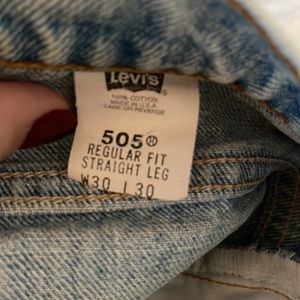 Levi's
100% COTTON
MADE IN U.S.A.
CARE ON REVERSE
505®
REGULAR FIT
STRAIGHT LEG
W30 L30